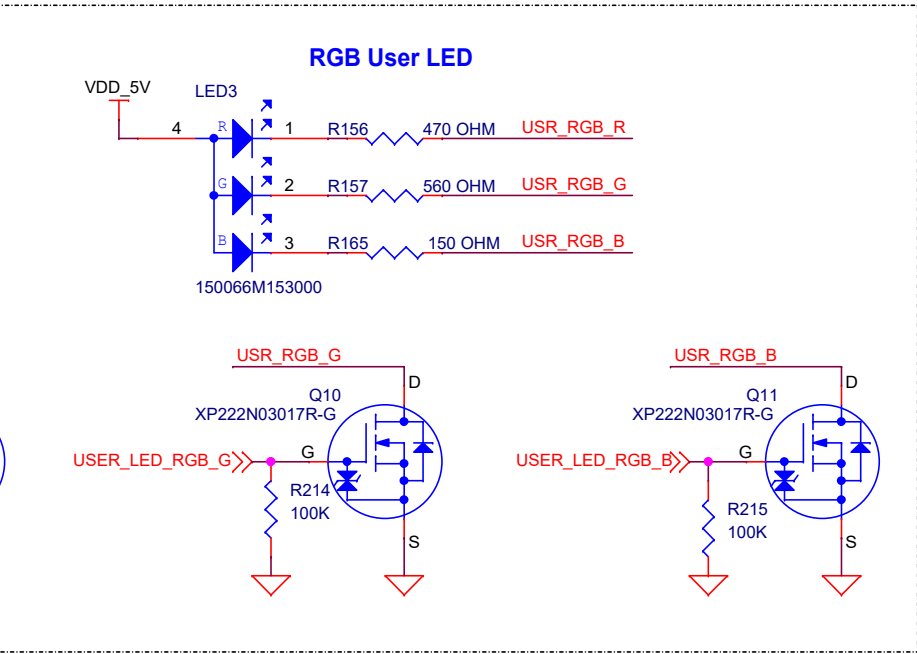 RGB User LED
VDD_5V
LED3
4
R
1
R156
470 OHM
USR_RGB_R
G
2
R157
560 OHM
USR_RGB_G
B
3
R165
150 OHM
USR_RGB_B
150066M153000
USR_RGB_G
D
Q10
XP222N03017R-G
USER_LED_RGB_G
G
R214
100K
S
USR_RGB_B
D
Q11
XP222N03017R-G
USER_LED_RGB_B
G
R215
100K
S